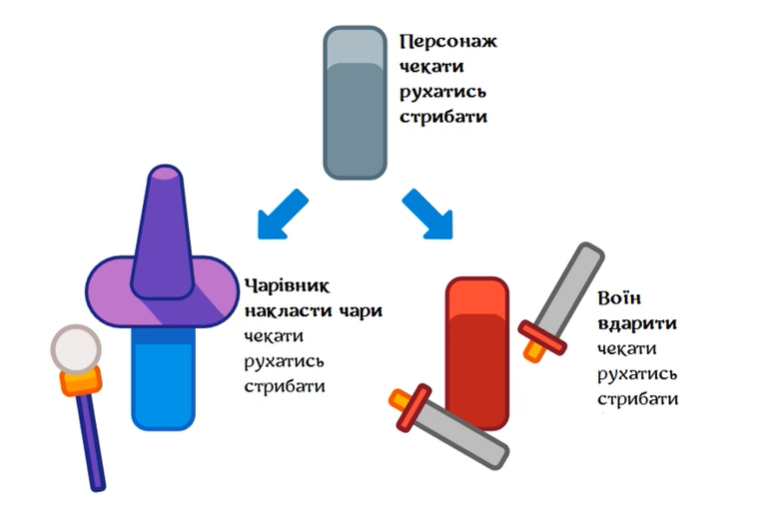 Персонаж
чекати
рухатись
стрибати
Чарівник
накласти чари
чекати
рухатись
стрибати
Воїн
вдарити
чекати
рухатись
стрибати